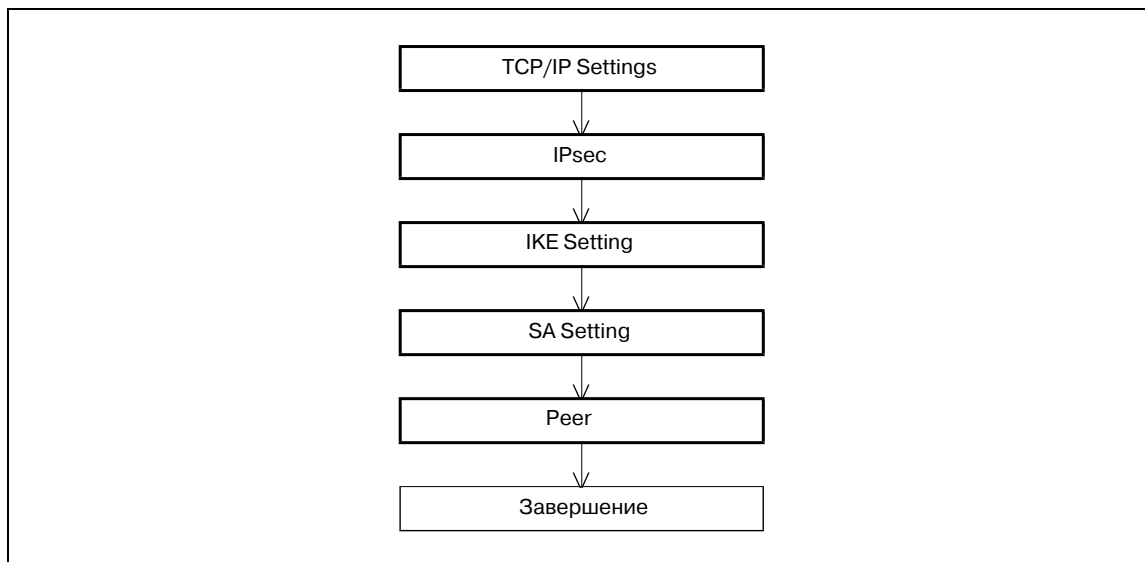 TCP/IP Settings
IPsec
IKE Setting
SA Setting
Peer
Завершение